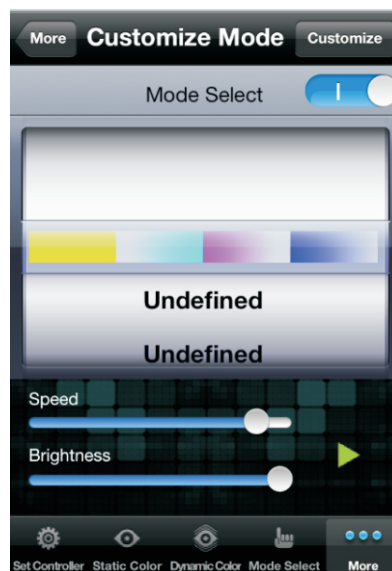 More Customize Mode Customize
Mode Select
Undefined
Undefined
Speed
Brightness
Set Controller Static Color Dynamic Color Mode Select More